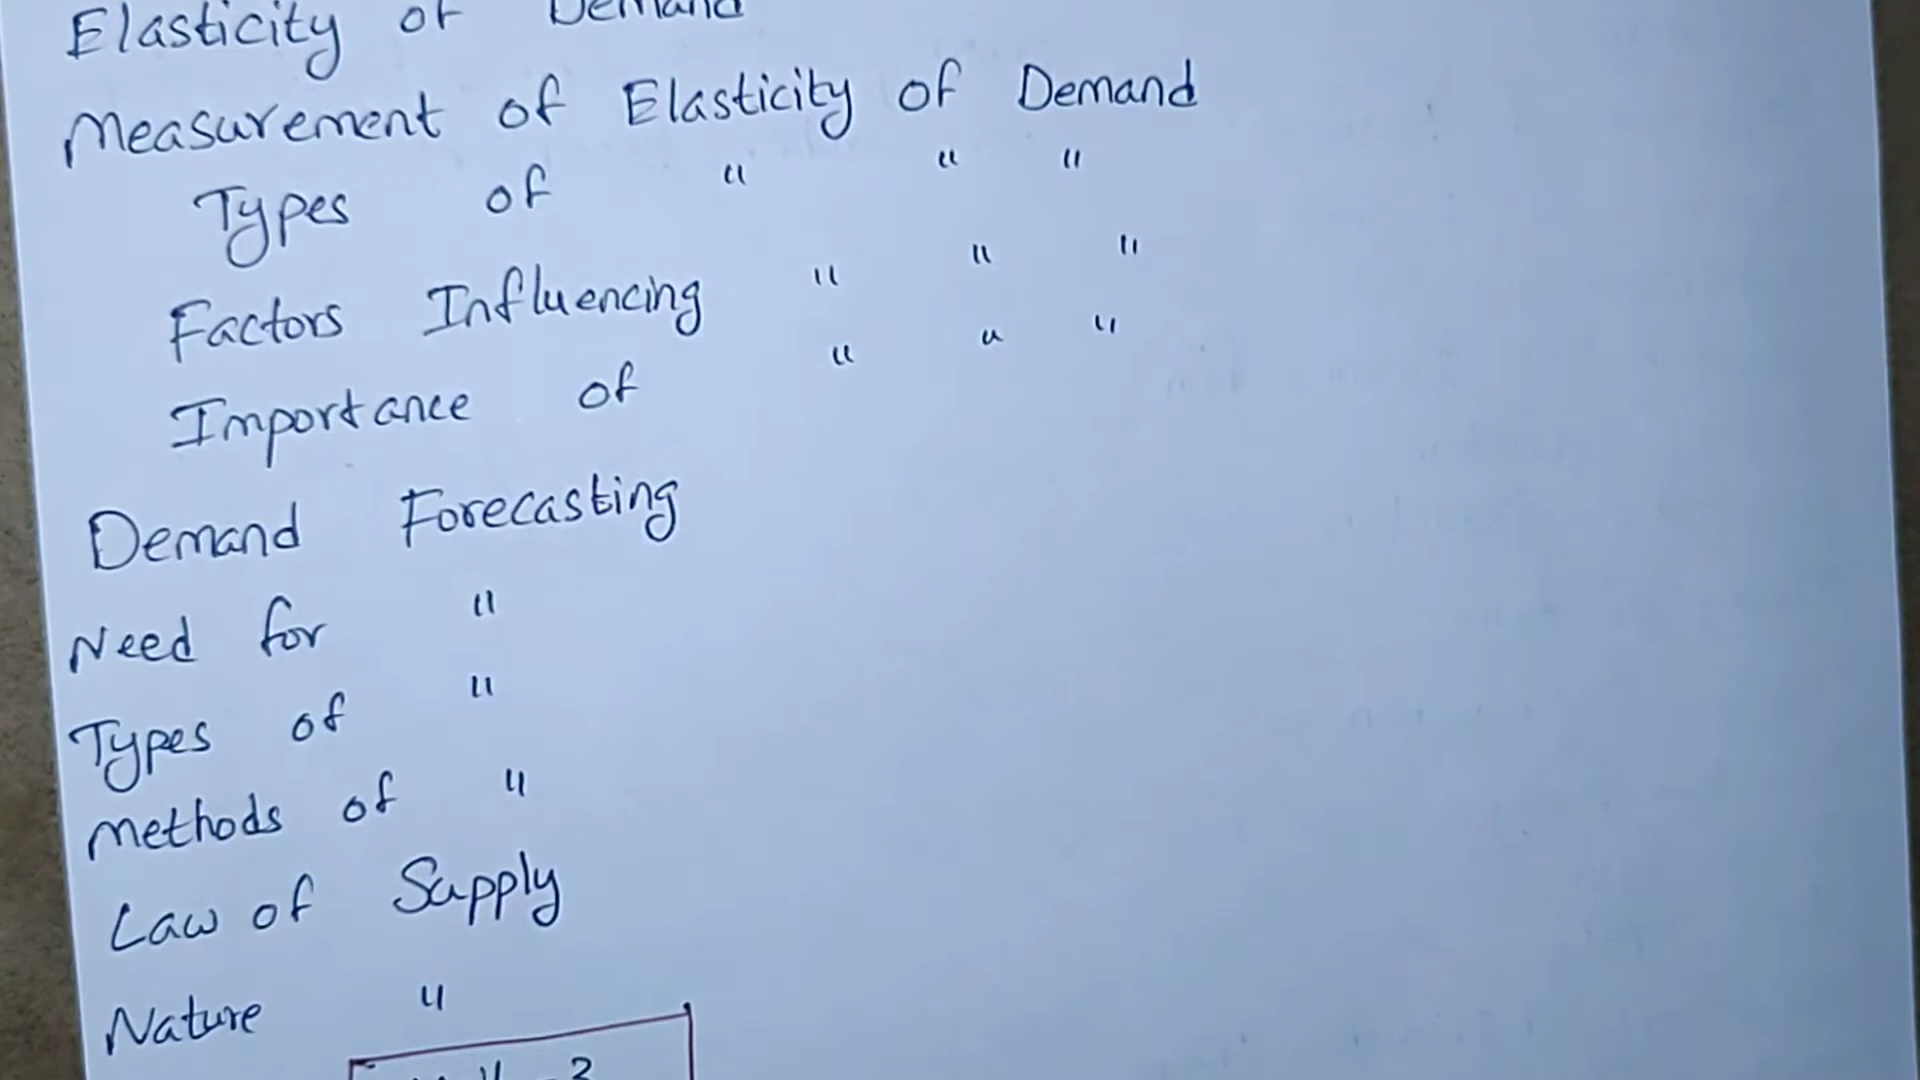 Elasticity of Demand
Measurement of Elasticity of Demand
Types of " " "
Factors Influencing " " "
Importance of " " "
Demand Forecasting
Need for "
Types of "
Methods of "
Law of Supply
Nature "